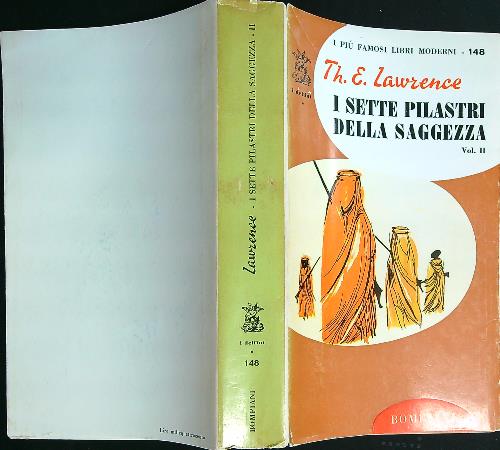 I PIÙ FAMOSI LIBRI MODERNI - 148
Th. E. Lawrence
I SETTE PILASTRI
DELLA SAGGEZZA
Vol. II
i delfini
Lawrence - I SETTE PILASTRI DELLA SAGGEZZA - II
i delfini
148
BOMPIANI